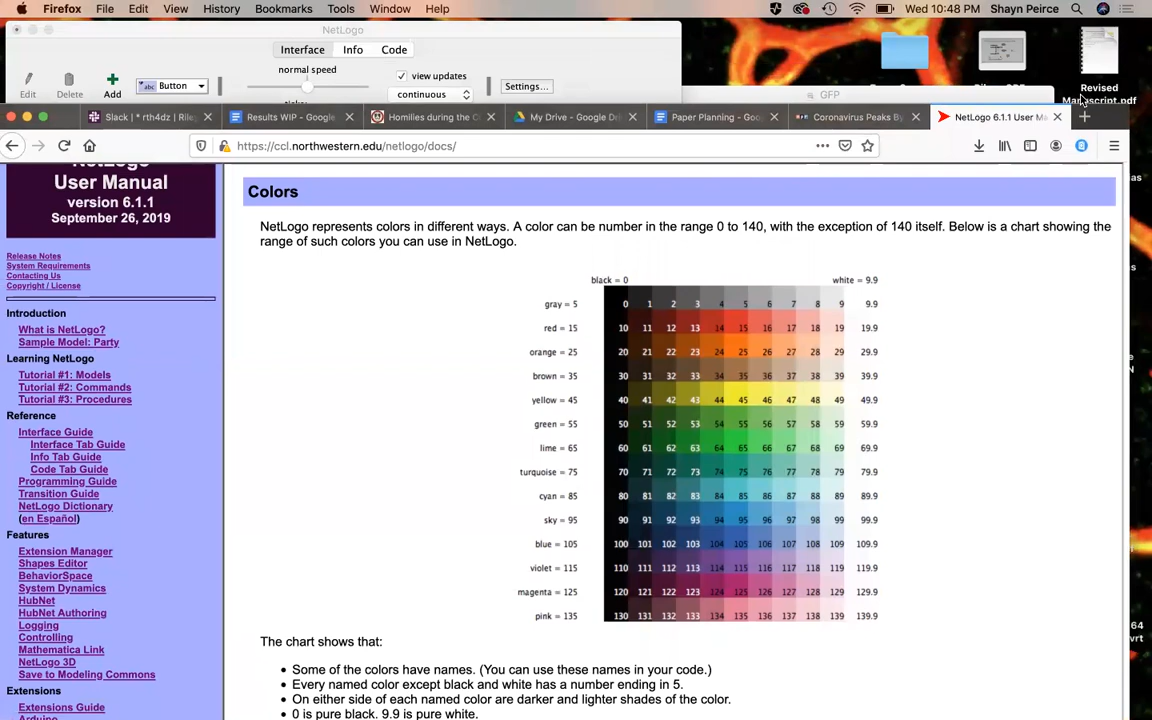 Firefox File Edit View History Bookmarks Tools Window Help Wed 10:48 PM Shayn Peirce
NetLogo
Interface Info Code
normal speed
view updates
Edit Delete Add abc Button continuous Settings...
GFP
Revised
Manuscript.pdf
Slack | * rth4dz | Riley
Results WIP - Google
Homilies during the C
My Drive - Google Dri
Paper Planning - Goog
Coronavirus Peaks By
NetLogo 6.1.1 User M
https://ccl.northwestern.edu/netlogo/docs/
User Manual
version 6.1.1
September 26, 2019
Release Notes
System Requirements
Contacting Us
Copyright / License
Introduction
What is NetLogo?
Sample Model: Party
Learning NetLogo
Tutorial #1: Models
Tutorial #2: Commands
Tutorial #3: Procedures
Reference
Interface Guide
Interface Tab Guide
Info Tab Guide
Code Tab Guide
Programming Guide
Transition Guide
NetLogo Dictionary
(en Español)
Features
Extension Manager
Shapes Editor
BehaviorSpace
System Dynamics
HubNet
HubNet Authoring
Logging
Controlling
Mathematica Link
NetLogo 3D
Save to Modeling Commons
Extensions
Extensions Guide
Colors
NetLogo represents colors in different ways. A color can be number in the range 0 to 140, with the exception of 140 itself. Below is a chart showing the
range of such colors you can use in NetLogo.
black = 0 white = 9.9
gray = 5 0 1 2 3 4 5 6 7 8 9 9.9
red = 15 10 11 12 13 14 15 16 17 18 19 19.9
orange = 25 20 21 22 23 24 25 26 27 28 29 29.9
brown = 35 30 31 32 33 34 35 36 37 38 39 39.9
yellow = 45 40 41 42 43 44 45 46 47 48 49 49.9
green = 55 50 51 52 53 54 55 56 57 58 59 59.9
lime = 65 60 61 62 63 64 65 66 67 68 69 69.9
turquoise = 75 70 71 72 73 74 75 76 77 78 79 79.9
cyan = 85 80 81 82 83 84 85 86 87 88 89 89.9
sky = 95 90 91 92 93 94 95 96 97 98 99 99.9
blue = 105 100 101 102 103 104 105 106 107 108 109 109.9
violet = 115 110 111 112 113 114 115 116 117 118 119 119.9
magenta = 125 120 121 122 123 124 125 126 127 128 129 129.9
pink = 135 130 131 132 133 134 135 136 137 138 139 139.9
The chart shows that:
• Some of the colors have names. (You can use these names in your code.)
• Every named color except black and white has a number ending in 5.
• On either side of each named color are darker and lighter shades of the color.
• 0 is pure black. 9.9 is pure white.